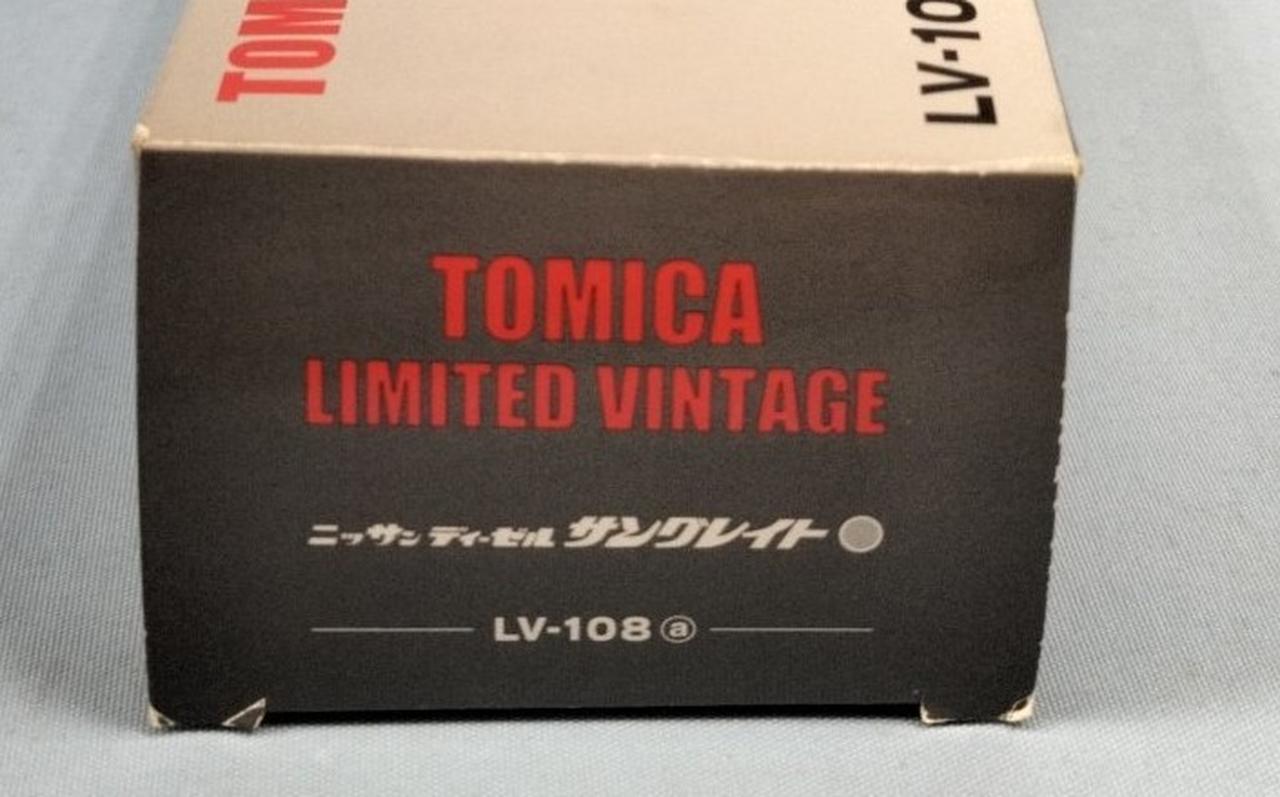 TOM
LV-10
TOMICA
LIMITED VINTAGE
ニッサン ディーゼル サングレイト
LV-108 ⓐ